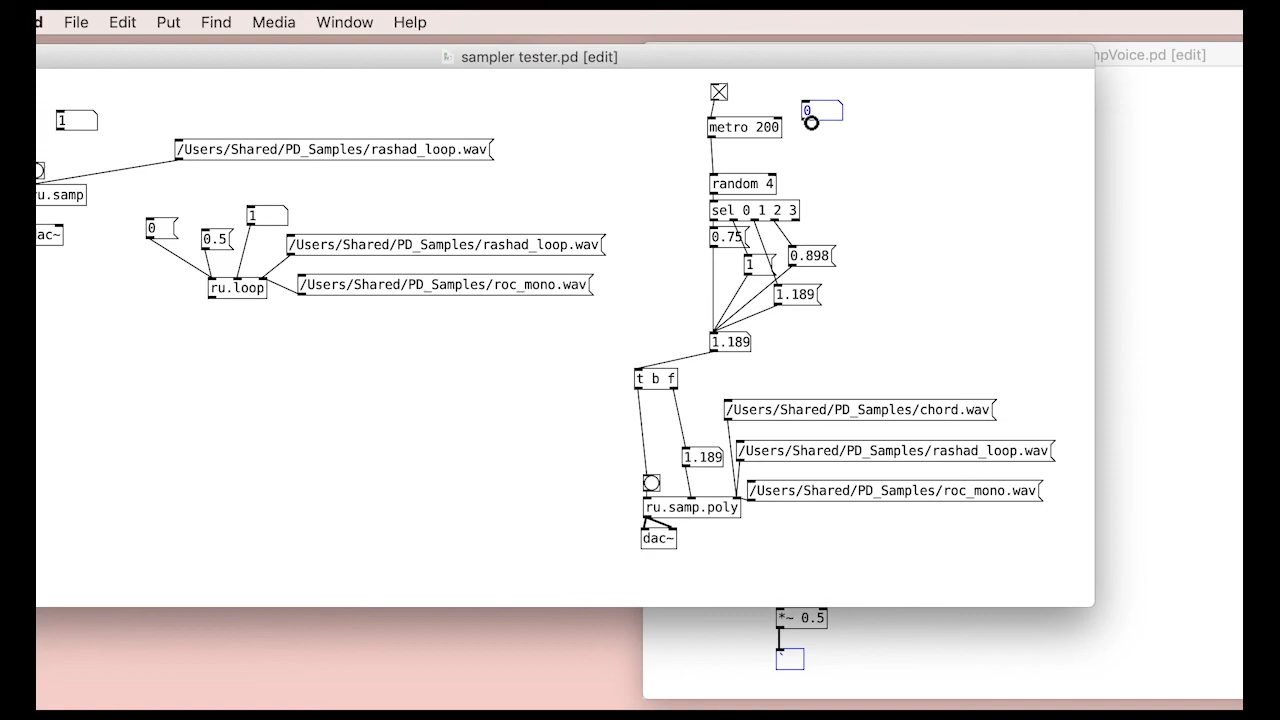 d File Edit Put Find Media Window Help
sampler tester.pd [edit]
mpVoice.pd [edit]
1
/Users/Shared/PD_Samples/rashad_loop.wav
ru.samp
ac~
0
0.5
1
/Users/Shared/PD_Samples/rashad_loop.wav
/Users/Shared/PD_Samples/roc_mono.wav
ru.loop
0
metro 200
random 4
sel 0 1 2 3
0.75
1
0.898
1.189
1.189
t b f
/Users/Shared/PD_Samples/chord.wav
1.189
/Users/Shared/PD_Samples/rashad_loop.wav
/Users/Shared/PD_Samples/roc_mono.wav
ru.samp.poly
dac~
*~ 0.5
`